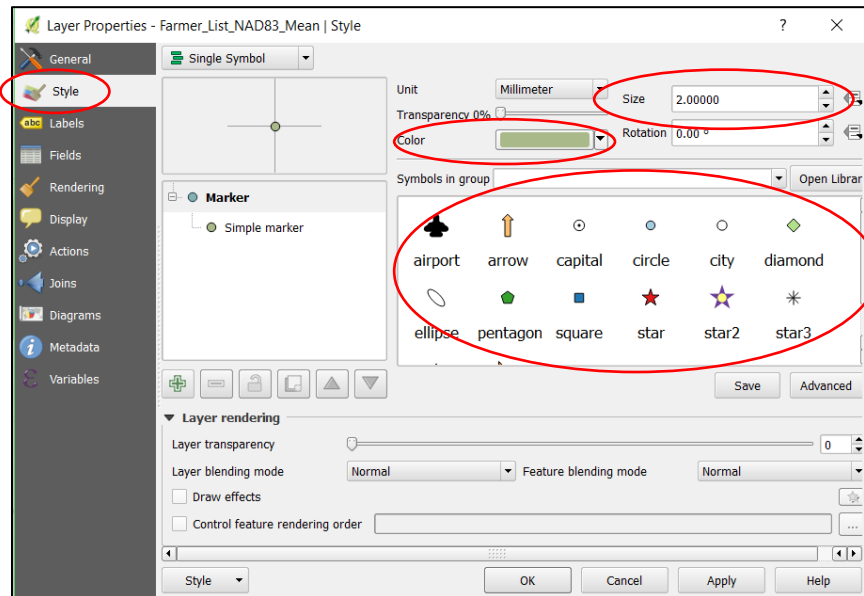 Layer Properties - Farmer_List_NAD83_Mean | Style
?
General
Style
abc Labels
Fields
Rendering
Display
Actions
Joins
Diagrams
Metadata
Variables
Single Symbol
Unit
Millimeter
Transparency 0%
Color
Size
2.00000
Rotation
0.00 °
Marker
Simple marker
Symbols in group
Open Librar
airport
arrow
capital
circle
city
diamond
ellipse
pentagon
square
star
star2
star3
Save
Advanced
Layer rendering
Layer transparency
0
Layer blending mode
Normal
Feature blending mode
Normal
Draw effects
Control feature rendering order
...
Style
OK
Cancel
Apply
Help